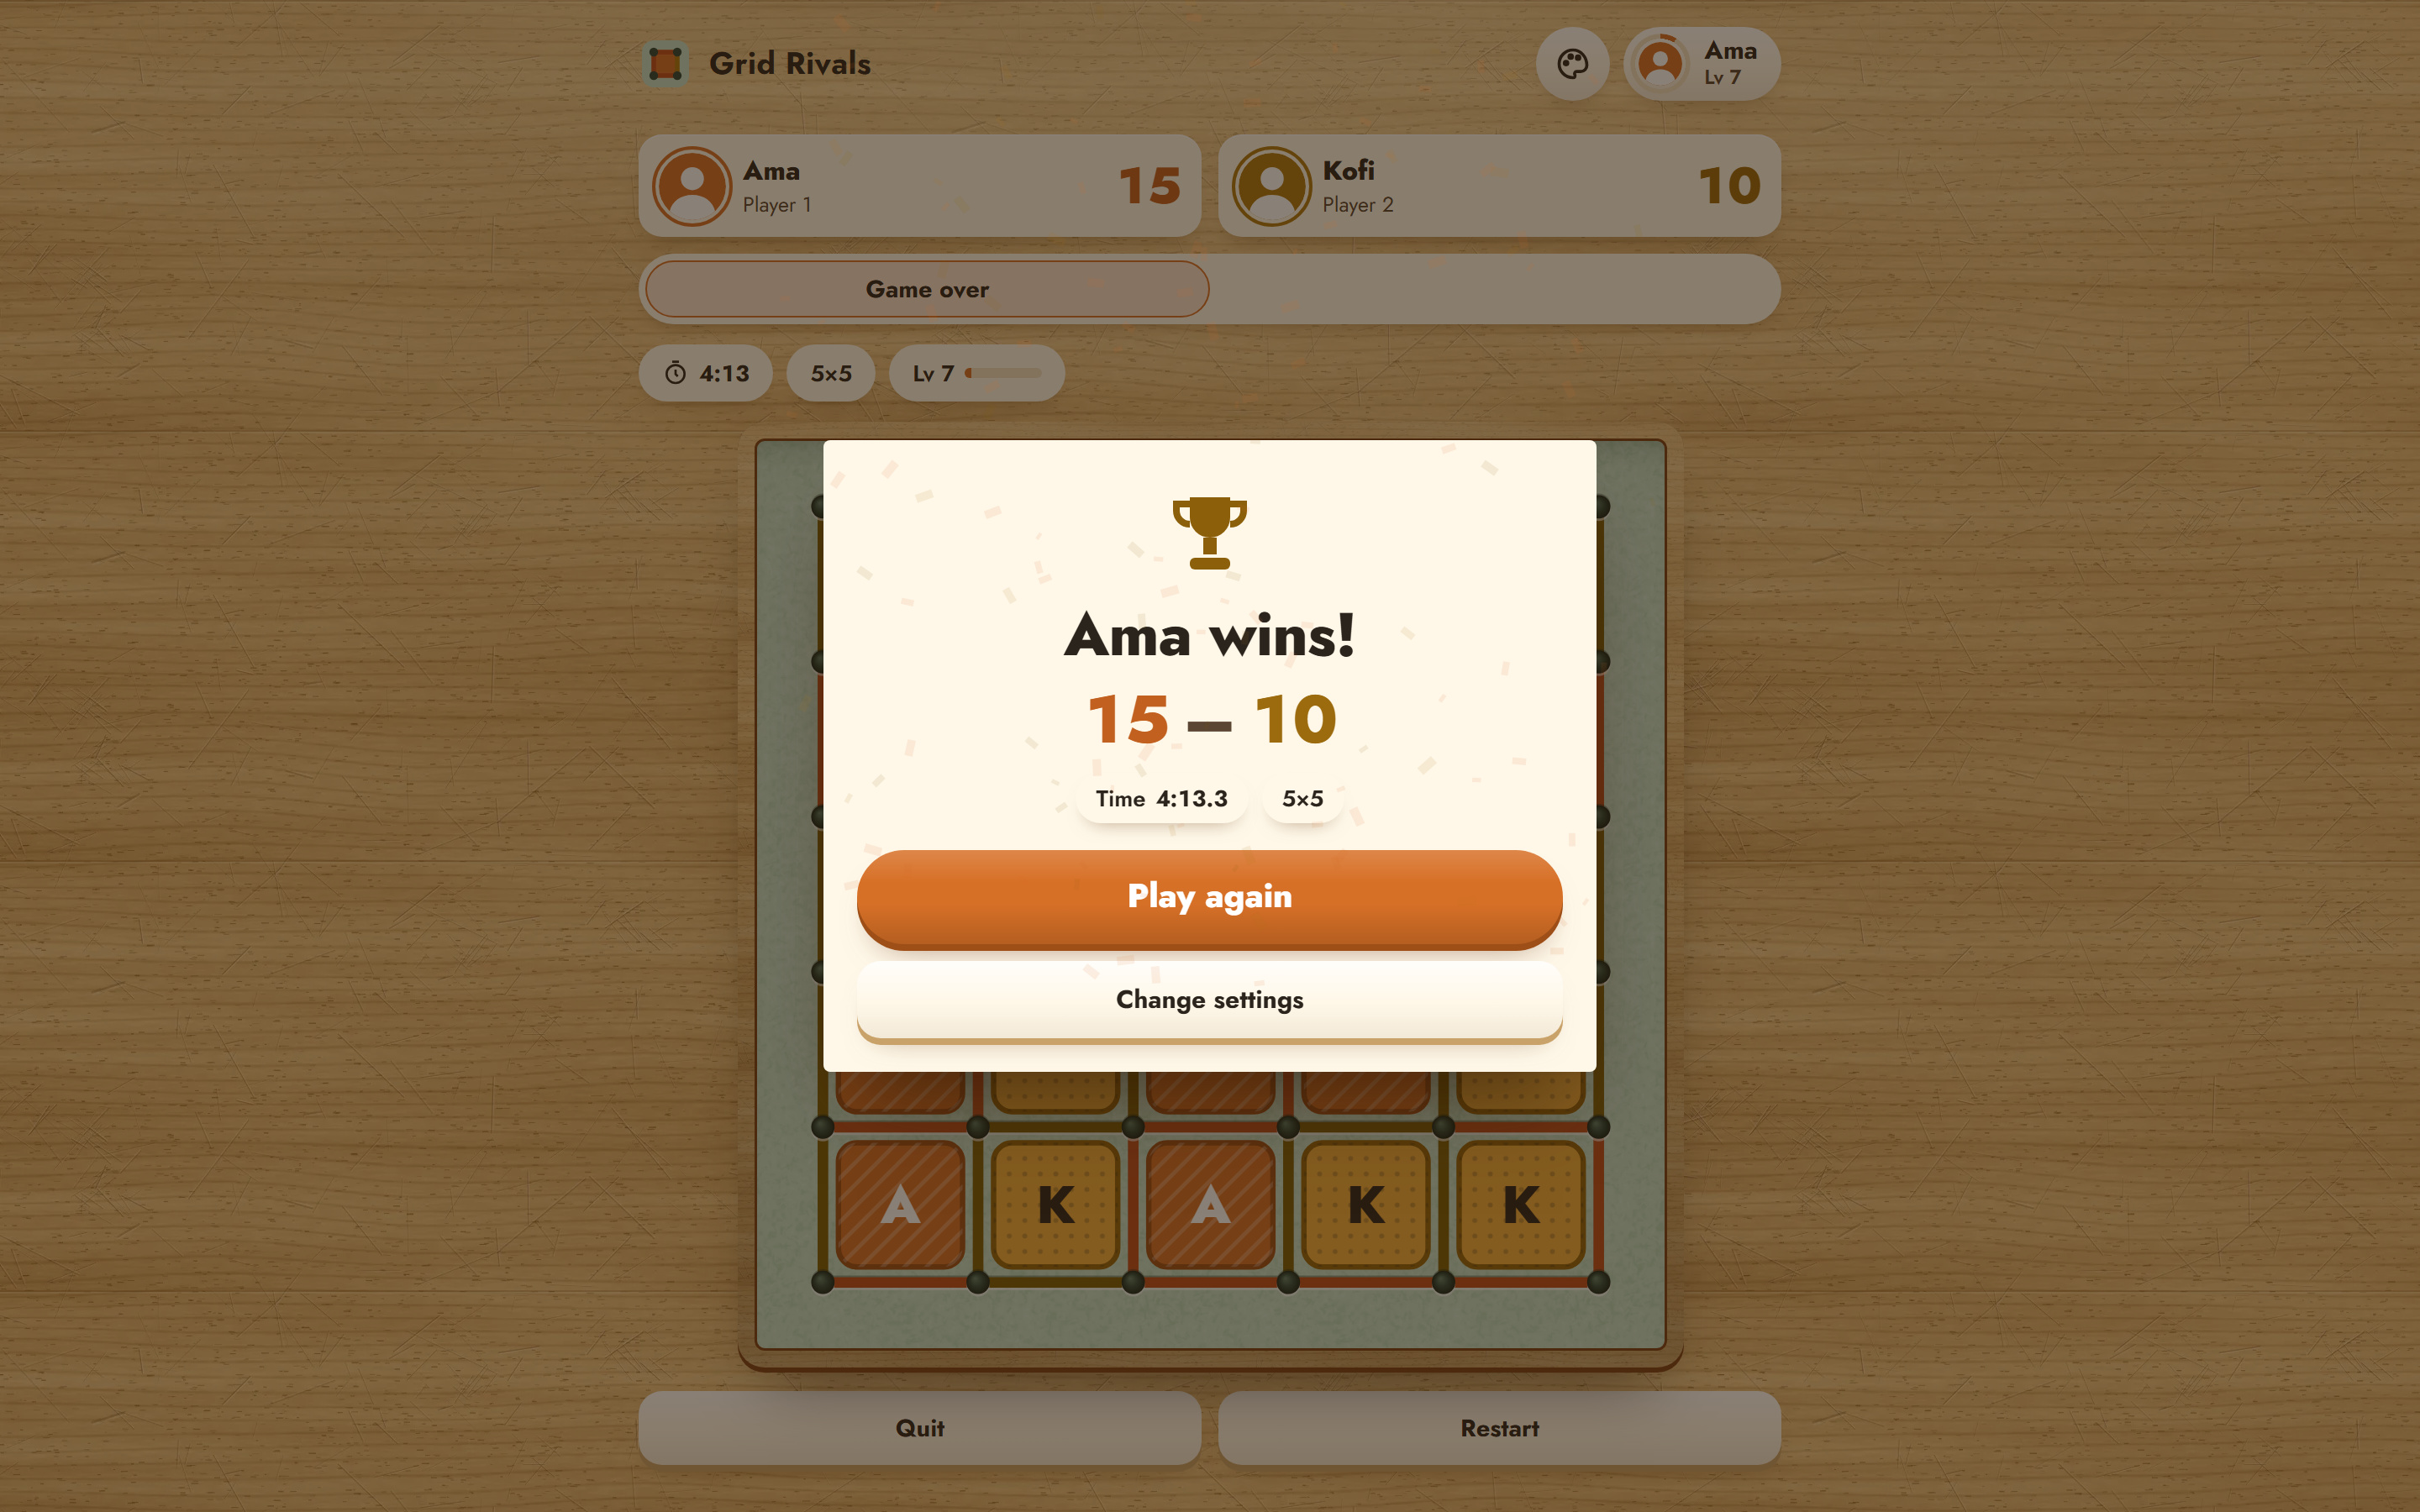 Grid Rivals
Ama
Lv 7
Ama
Player 1
15
Kofi
Player 2
10
Game over
4:13
5×5
Lv 7
Ama wins!
15 – 10
Time 4:13.3
5×5
Play again
Change settings
A K A K K
Quit
Restart